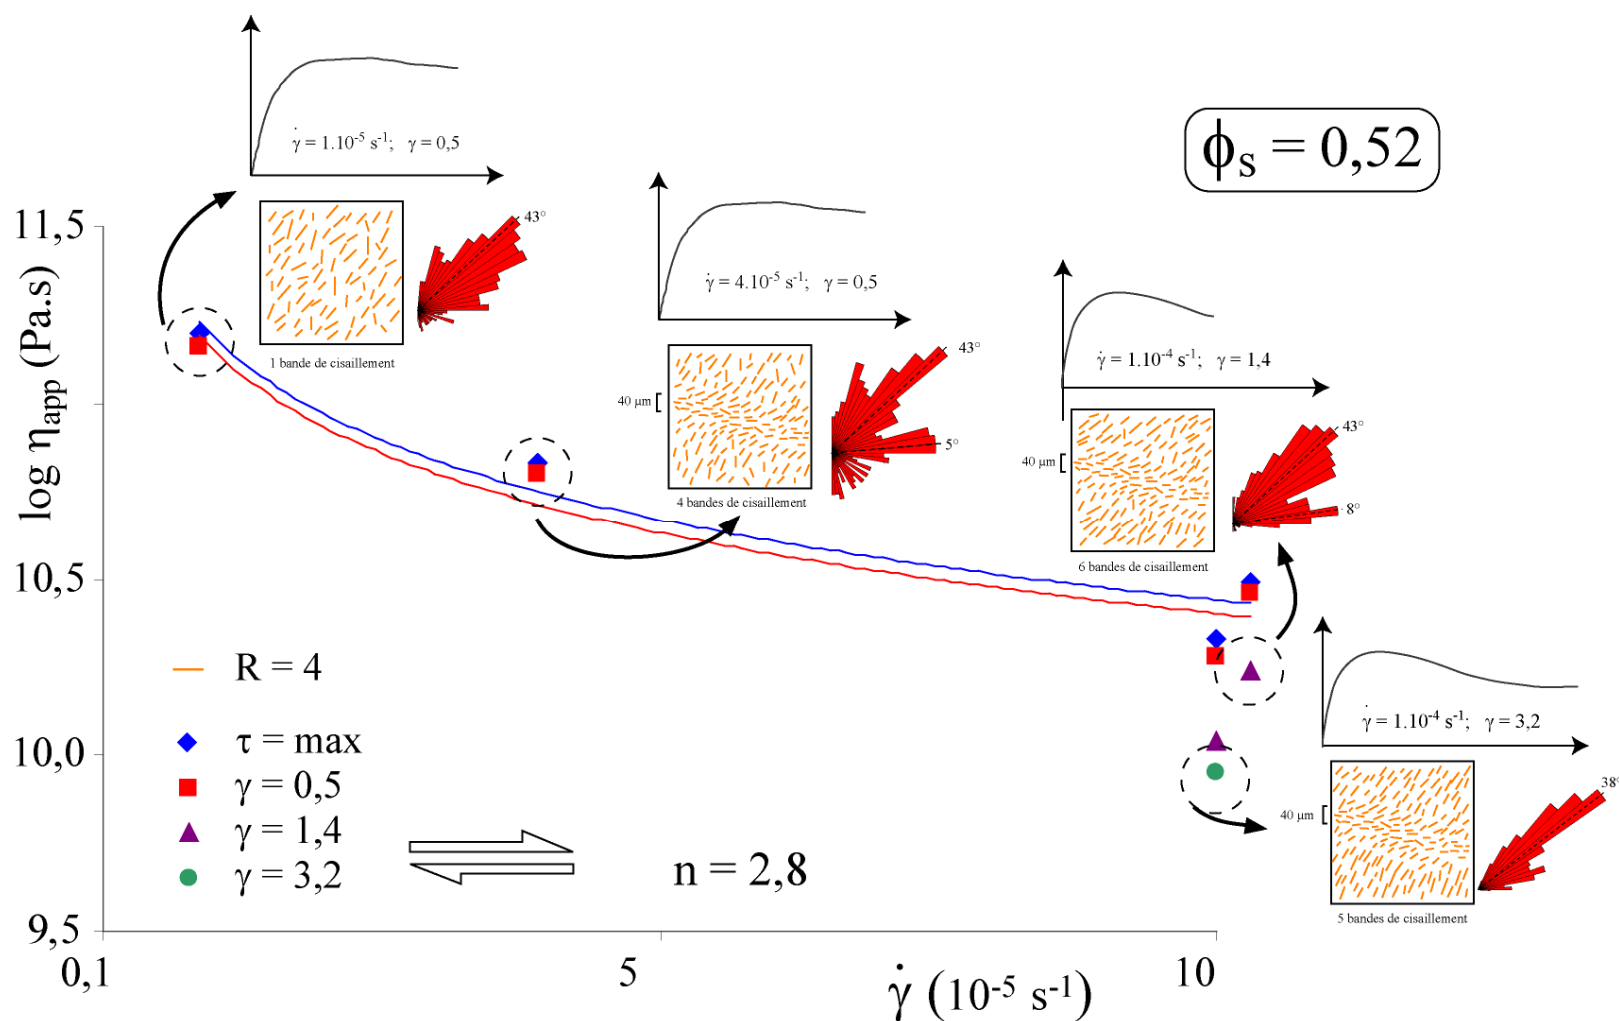 γ̇ = 1.10⁻⁵ s⁻¹; γ = 0,5
43°
1 bande de cisaillement
ϕₛ = 0,52
γ̇ = 4.10⁻⁵ s⁻¹; γ = 0,5
43°
5°
40 µm
4 bandes de cisaillement
γ̇ = 1.10⁻⁴ s⁻¹; γ = 1,4
43°
8°
40 µm
6 bandes de cisaillement
γ̇ = 1.10⁻⁴ s⁻¹; γ = 3,2
38°
40 µm
5 bandes de cisaillement
log ηapp (Pa.s)
11,5
10,5
10,0
9,5
R = 4
τ = max
γ = 0,5
γ = 1,4
γ = 3,2
n = 2,8
0,1
5
10
γ̇ (10⁻⁵ s⁻¹)